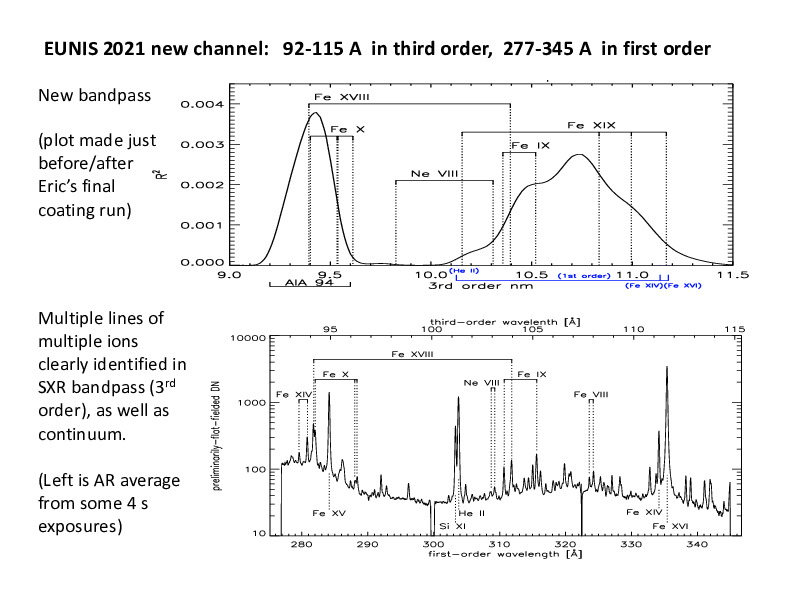 EUNIS 2021 new channel: 92-115 A in third order, 277-345 A in first order
New bandpass
(plot made just
before/after
Eric's final
coating run)
R²
0.004
0.003
0.002
0.001
0.000
Fe XVIII
Fe X
Fe XIX
Fe IX
Ne VIII
9.0 9.5 10.0 10.5 11.0 11.5
(He II)
(1st order)
AIA 94
3rd order nm
(Fe XIV)(Fe XVI)
Multiple lines of
multiple ions
clearly identified in
SXR bandpass (3rd
order), as well as
continuum.
(Left is AR average
from some 4 s
exposures)
third-order wavelenth [Å]
95 100 105 110 115
preliminarily-flat-fielded DN
10000
1000
100
10
Fe XVIII
Fe X
Fe IX
Ne VIII
Fe XIV
Fe VIII
Fe XV
He II
Si XI
Fe XIV
Fe XVI
280 290 300 310 320 330 340
first-order wavelength [Å]